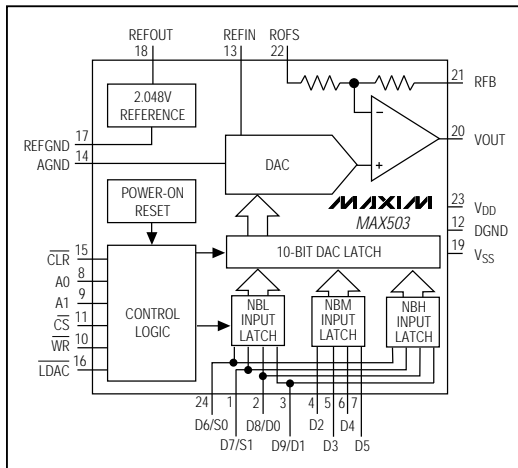 REFOUT REFIN ROFS
18 13 22
21 RFB
2.048V
REFERENCE
REFGND 17
AGND 14
20 VOUT
DAC
POWER-ON
RESET
MAXIM
MAX503
23 VDD
12 DGND
19 VSS
10-BIT DAC LATCH
CLR 15
A0 8
A1 9
CS 11
WR 10
LDAC 16
CONTROL
LOGIC
NBL
INPUT
LATCH
NBM
INPUT
LATCH
NBH
INPUT
LATCH
24 1 2 3 4 5 6 7
D6/S0 D8/D0 D2 D4
D7/S1 D9/D1 D3 D5